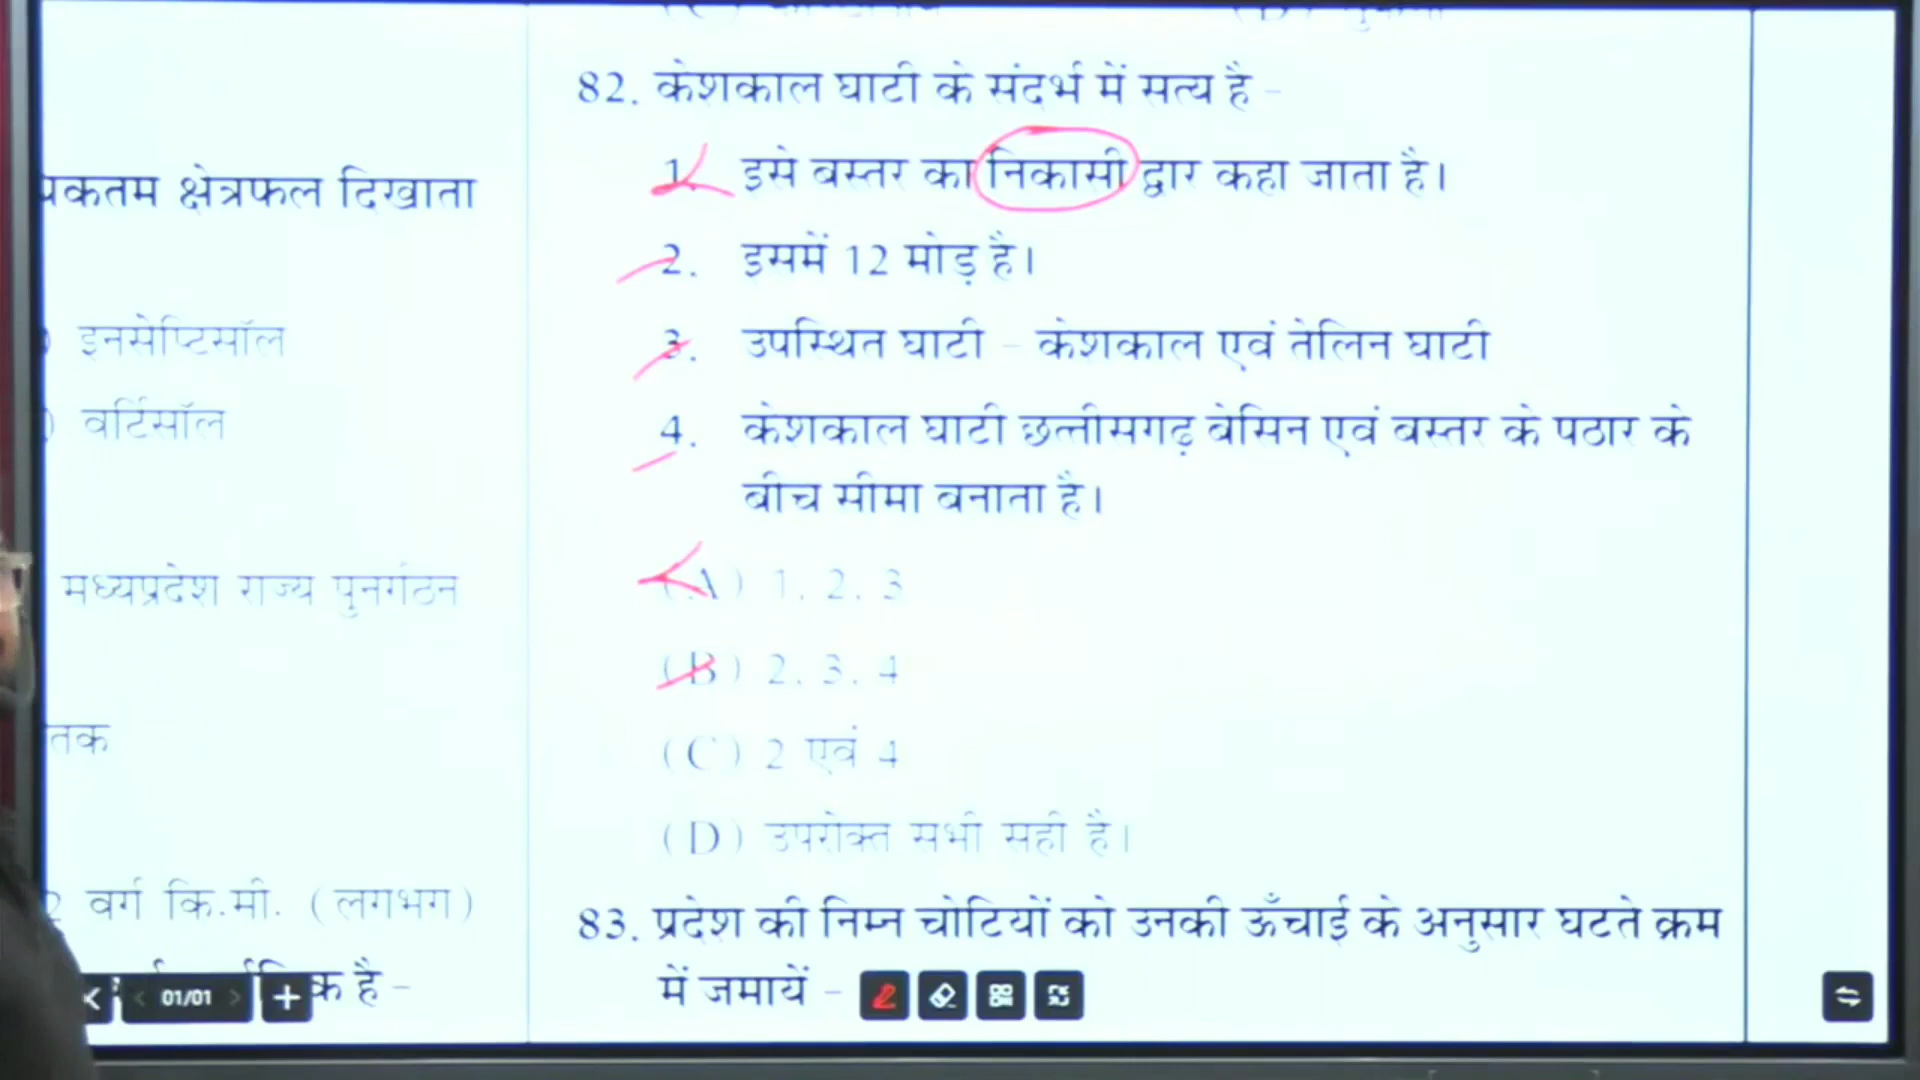 क्षेत्रफल दिखाता
इनसेप्टिसॉल
वर्टिसॉल
मध्यप्रदेश राज्य पुनर्गठन
तक
वर्ग कि.मी. (लगभग)
है –
82. केशकाल घाटी के संदर्भ में सत्य है –
1. इसे बस्तर का निकासी द्वार कहा जाता है।
2. इसमें 12 मोड़ है।
3. उपस्थित घाटी – केशकाल एवं तेलिन घाटी
4. केशकाल घाटी छत्तीसगढ़ बेसिन एवं बस्तर के पठार के
बीच सीमा बनाता है।
(A) 1, 2, 3
(B) 2, 3, 4
(C) 2 एवं 4
(D) उपरोक्त सभी सही है।
83. प्रदेश की निम्न चोटियों को उनकी ऊँचाई के अनुसार घटते क्रम
में जमायें –
01/01